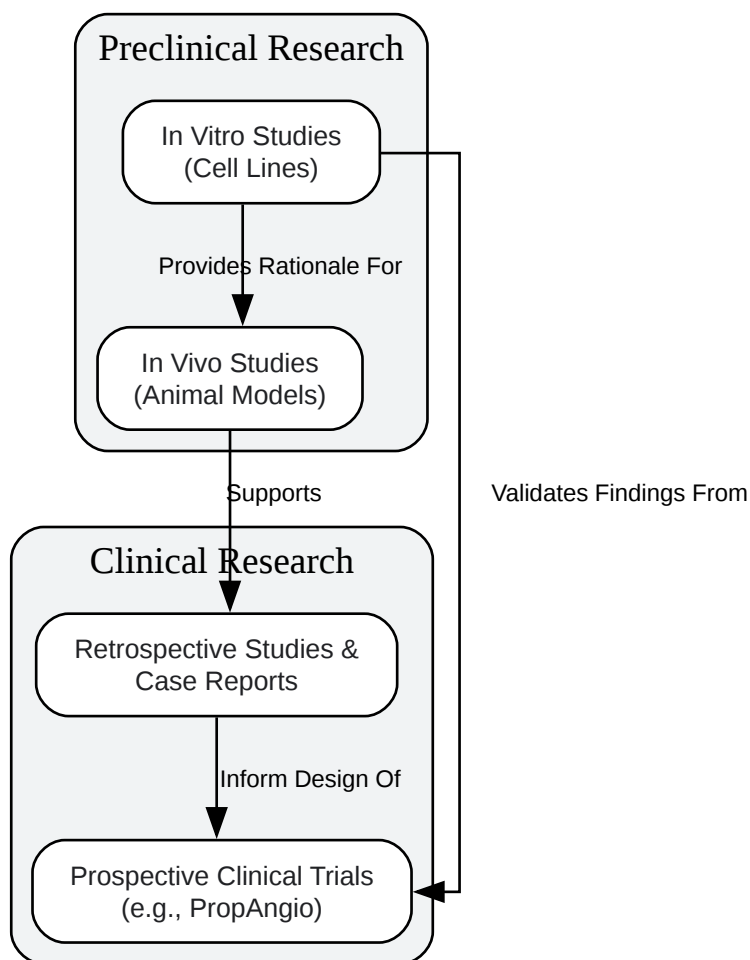 Preclinical Research
In Vitro Studies
(Cell Lines)
Provides Rationale For
In Vivo Studies
(Animal Models)
Supports
Validates Findings From
Clinical Research
Retrospective Studies &
Case Reports
Inform Design Of
Prospective Clinical Trials
(e.g., PropAngio)